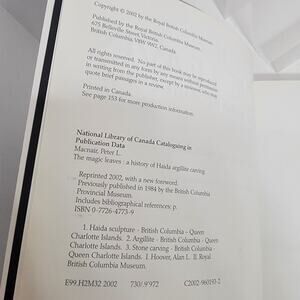 Copyright © 2002 by the Royal British Columbia Museum.
Published by the Royal British Columbia Museum,
675 Belleville Street, Victoria,
British Columbia, V8W 9W2, Canada.
All rights reserved. No part of this book may be reproduced
or transmitted in any form by any means without permission
in writing from the publisher, except by a reviewer, who may
quote brief passages in a review.
Printed in Canada.
See page 153 for more production information.
National Library of Canada Cataloguing in
Publication Data
Macnair, Peter L.
The magic leaves : a history of Haida argillite carving
Reprinted 2002, with a new foreword.
Previously published in 1984 by the British Columbia
Provincial Museum.
Includes bibliographical references: p.
ISBN 0-7726-4773-9
1. Haida sculpture - British Columbia - Queen
Charlotte Islands. 2. Argillite - British Columbia - Queen
Charlotte Islands. 3. Stone carving - British Columbia -
Queen Charlotte Islands. I. Hoover, Alan L. II. Royal
British Columbia Museum.
E99.H2M32 2002 730/.9'972 C2002-960193-2